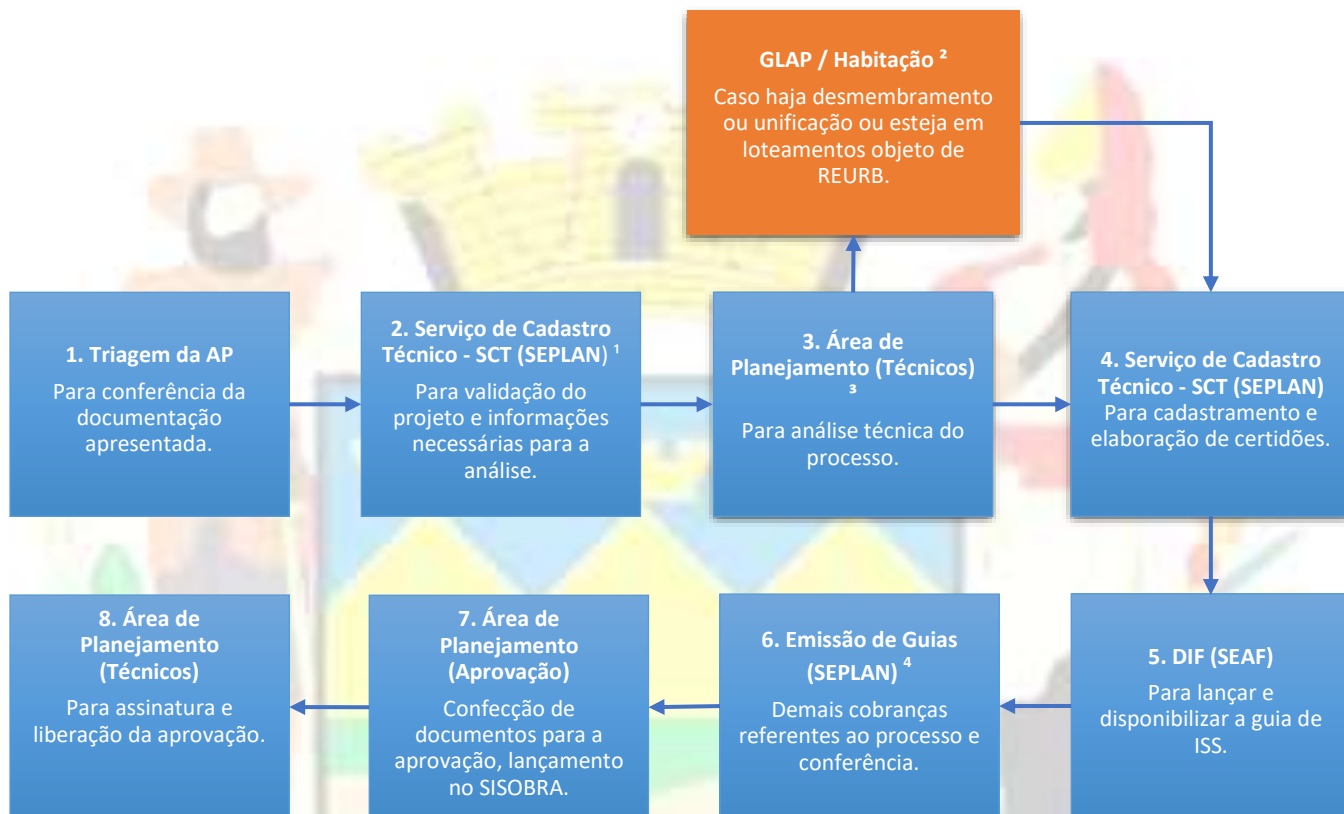 GLAP / Habitação ²
Caso haja desmembramento
ou unificação ou esteja em
loteamentos objeto de
REURB.
1. Triagem da AP
Para conferência da
documentação
apresentada.
2. Serviço de Cadastro
Técnico - SCT (SEPLAN) ¹
Para validação do
projeto e informações
necessárias para a
análise.
3. Área de
Planejamento (Técnicos)
³
Para análise técnica do
processo.
4. Serviço de Cadastro
Técnico - SCT (SEPLAN)
Para cadastramento e
elaboração de certidões.
8. Área de
Planejamento
(Técnicos)
Para assinatura e
liberação da aprovação.
7. Área de
Planejamento
(Aprovação)
Confecção de
documentos para a
aprovação, lançamento
no SISOBRA.
6. Emissão de Guias
(SEPLAN) ⁴
Demais cobranças
referentes ao processo e
conferência.
5. DIF (SEAF)
Para lançar e
disponibilizar a guia de
ISS.